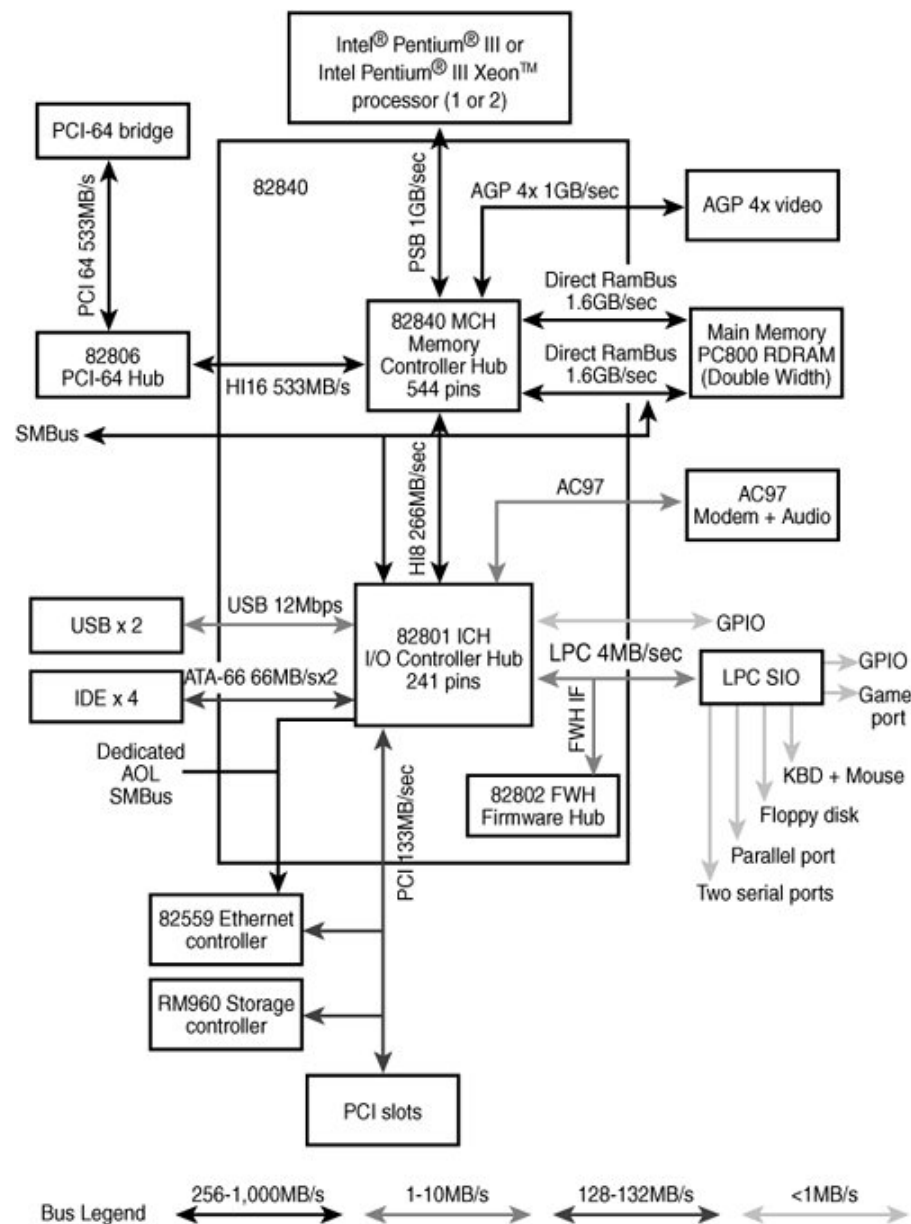 Intel® Pentium® III or
Intel Pentium® III Xeon™
processor (1 or 2)
PCI-64 bridge
82840
PSB 1GB/sec
AGP 4x 1GB/sec
AGP 4x video
PCI 64 533MB/s
Direct RamBus
1.6GB/sec
82840 MCH
Memory
Controller Hub
544 pins
Main Memory
PC800 RDRAM
(Double Width)
82806
PCI-64 Hub
HI16 533MB/s
Direct RamBus
1.6GB/sec
SMBus
HI8 266MB/sec
AC97
AC97
Modem + Audio
USB x 2
USB 12Mbps
82801 ICH
I/O Controller Hub
241 pins
GPIO
LPC 4MB/sec
LPC SIO
GPIO
Game
port
IDE x 4
ATA-66 66MB/sx2
FWH IF
Dedicated
AOL
SMBus
82802 FWH
Firmware Hub
KBD + Mouse
Floppy disk
Parallel port
Two serial ports
PCI 133MB/sec
82559 Ethernet
controller
RM960 Storage
controller
PCI slots
Bus Legend
256-1,000MB/s
1-10MB/s
128-132MB/s
<1MB/s